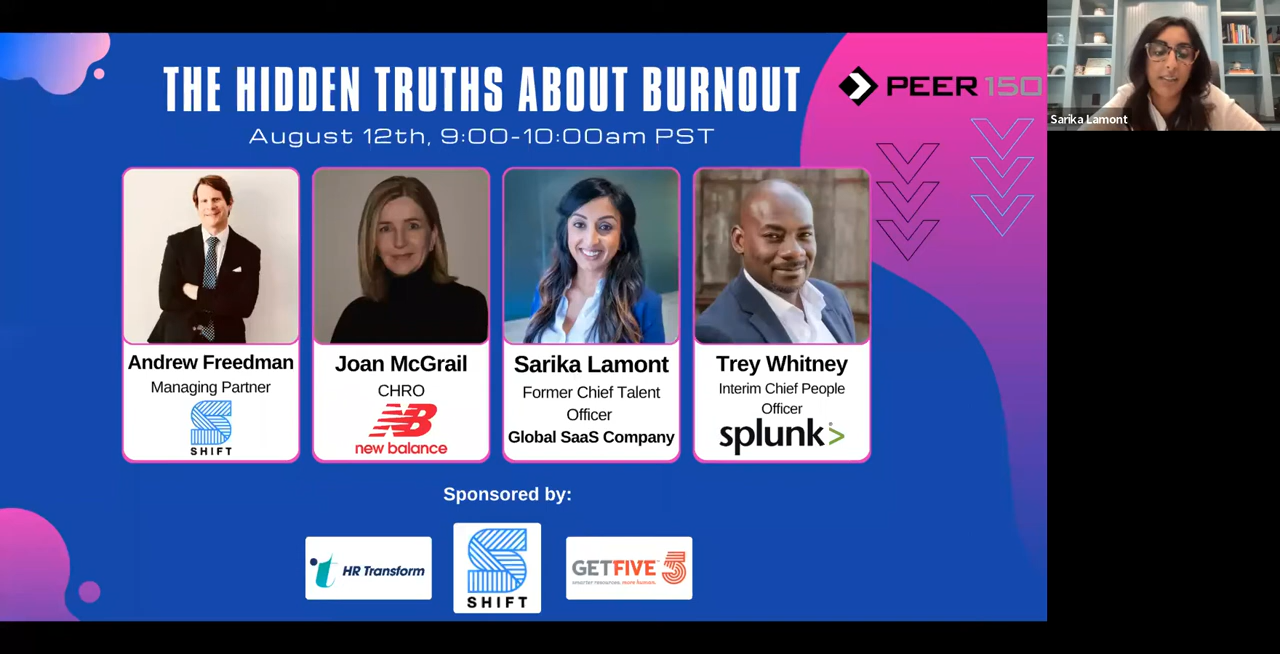 THE HIDDEN TRUTHS ABOUT BURNOUT
August 12th, 9:00-10:00am PST
PEER 150
Sarika Lamont
Andrew Freedman
Managing Partner
SHIFT
Joan McGrail
CHRO
NB
new balance
Sarika Lamont
Former Chief Talent
Officer
Global SaaS Company
Trey Whitney
Interim Chief People
Officer
splunk>
Sponsored by:
HR Transform
SHIFT
GETFIVE 5
smarter resources. more human.